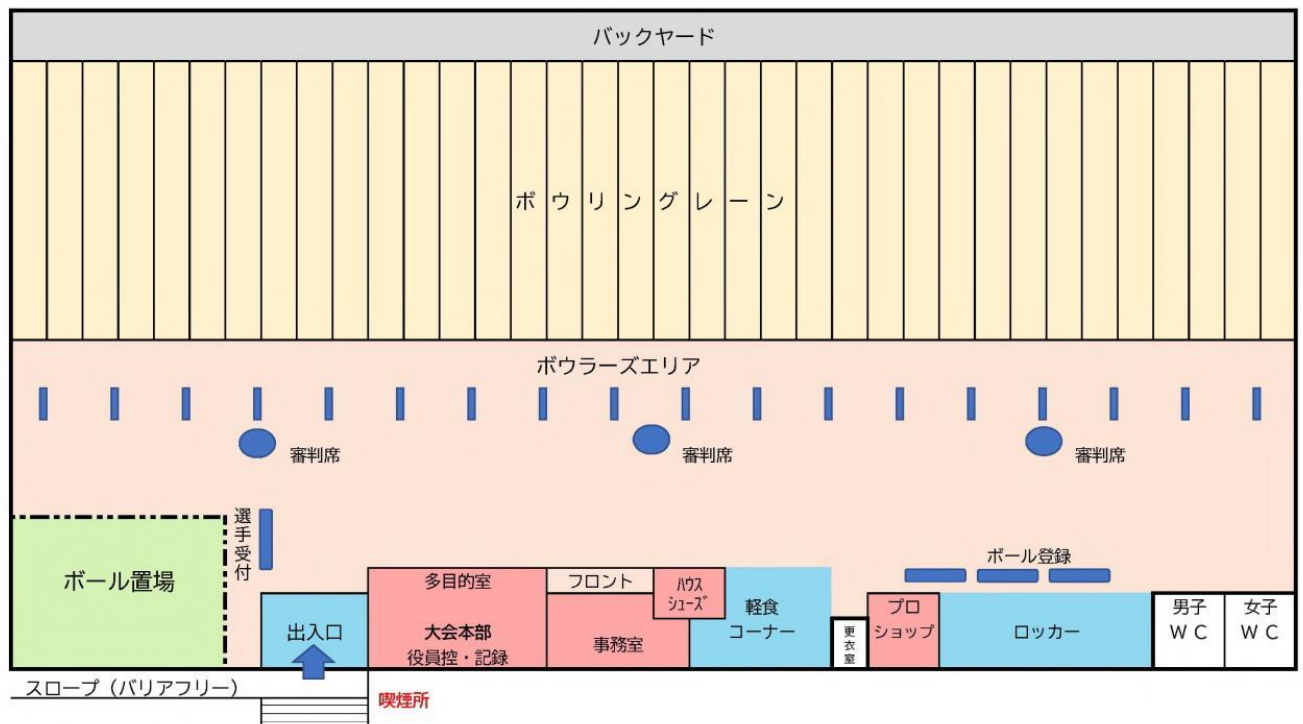 バックヤード
ボウリングレーン
ボウラーズエリア
審判席
審判席
審判席
選手受付
ボール置場
ボール登録
多目的室
大会本部
役員控・記録
フロント
事務室
ハウス
シューズ
軽食
コーナー
更衣室
プロ
ショップ
ロッカー
男子
ＷＣ
女子
ＷＣ
出入口
スロープ（バリアフリー）
喫煙所